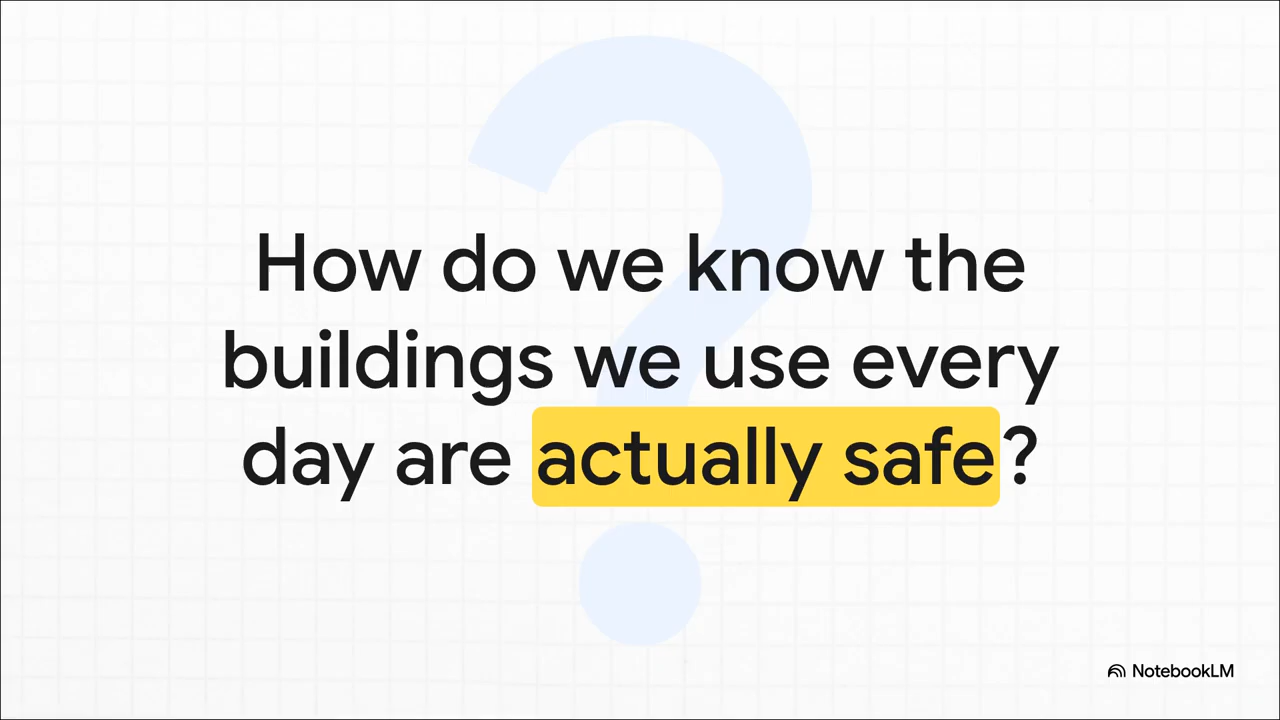 How do we know the
buildings we use every
day are actually safe?
NotebookLM